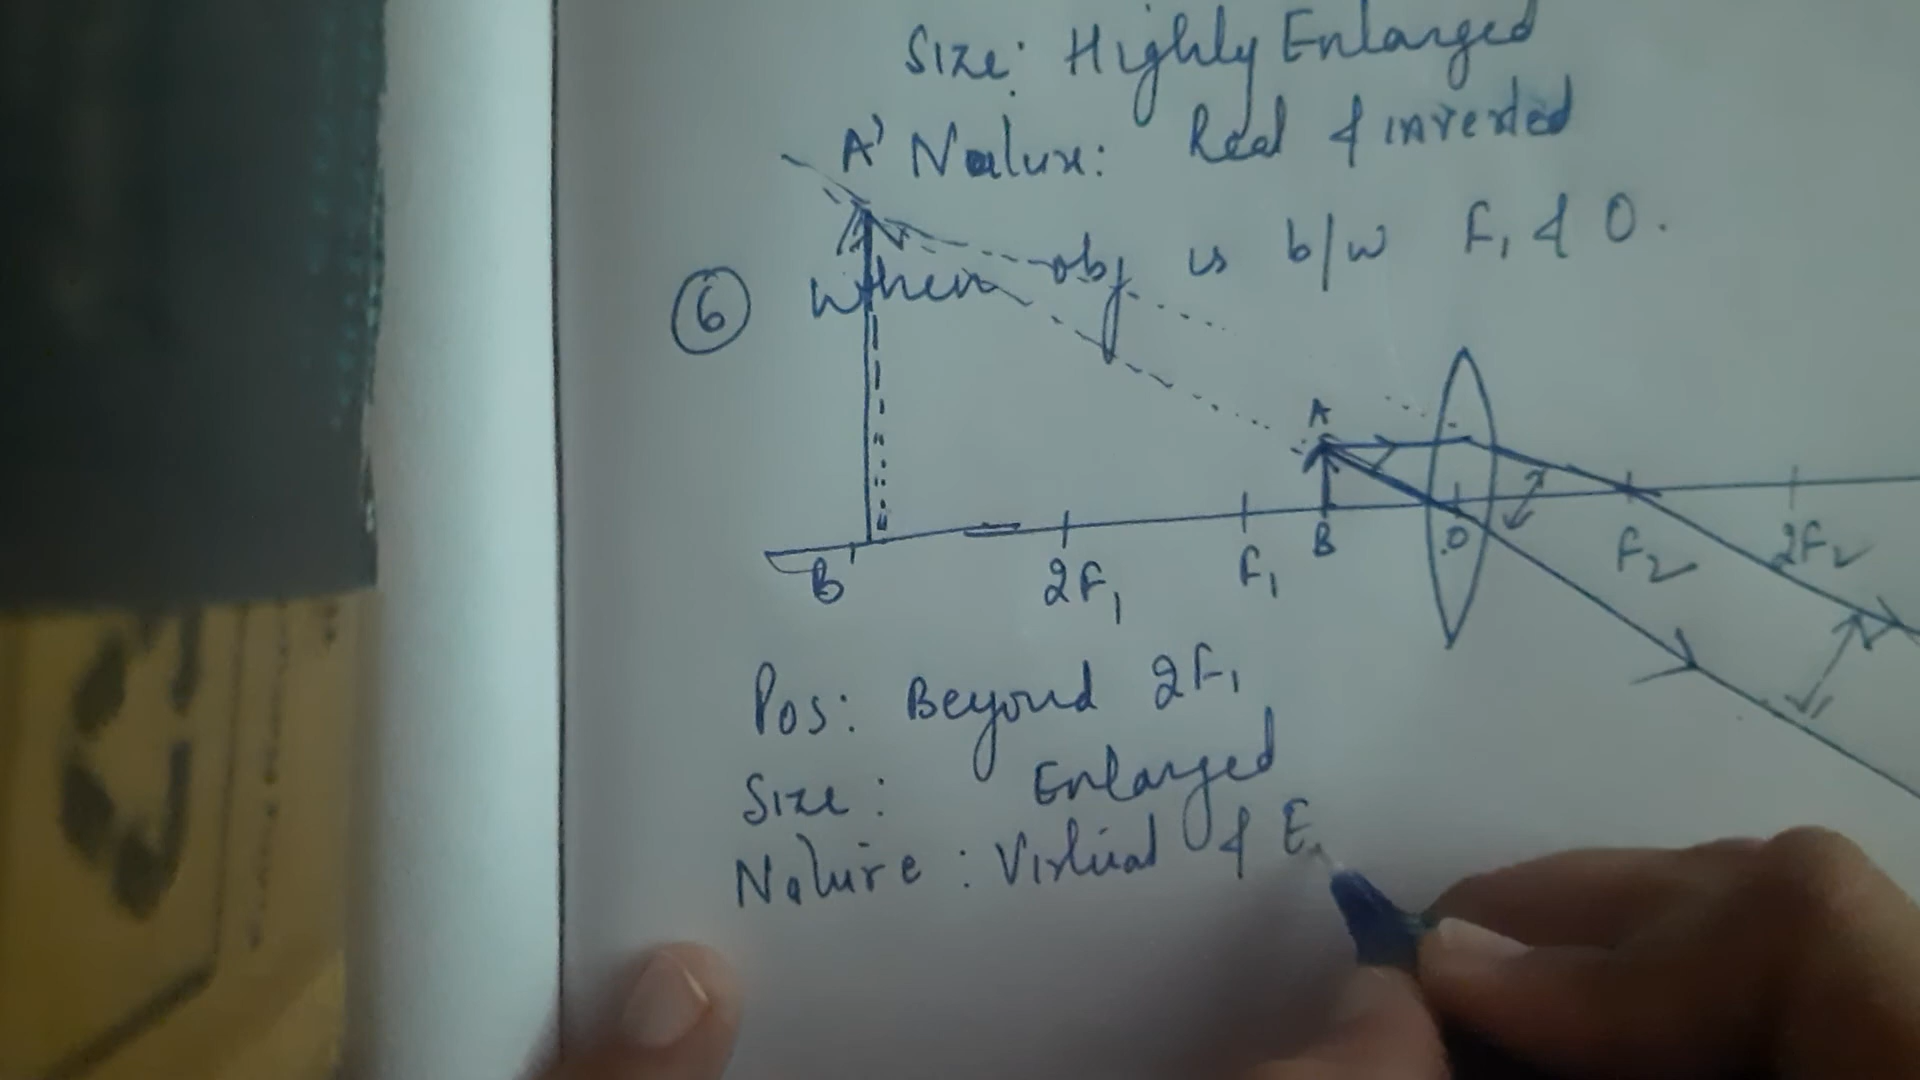 Size: Highly Enlarged
A' Nature: Real & inverted
6 When obj is b/w F1 & O.
A
B 2F1 F1 B O F2 2F2
Pos: Beyond 2F1
Size: Enlarged
Nature: Virtual & E